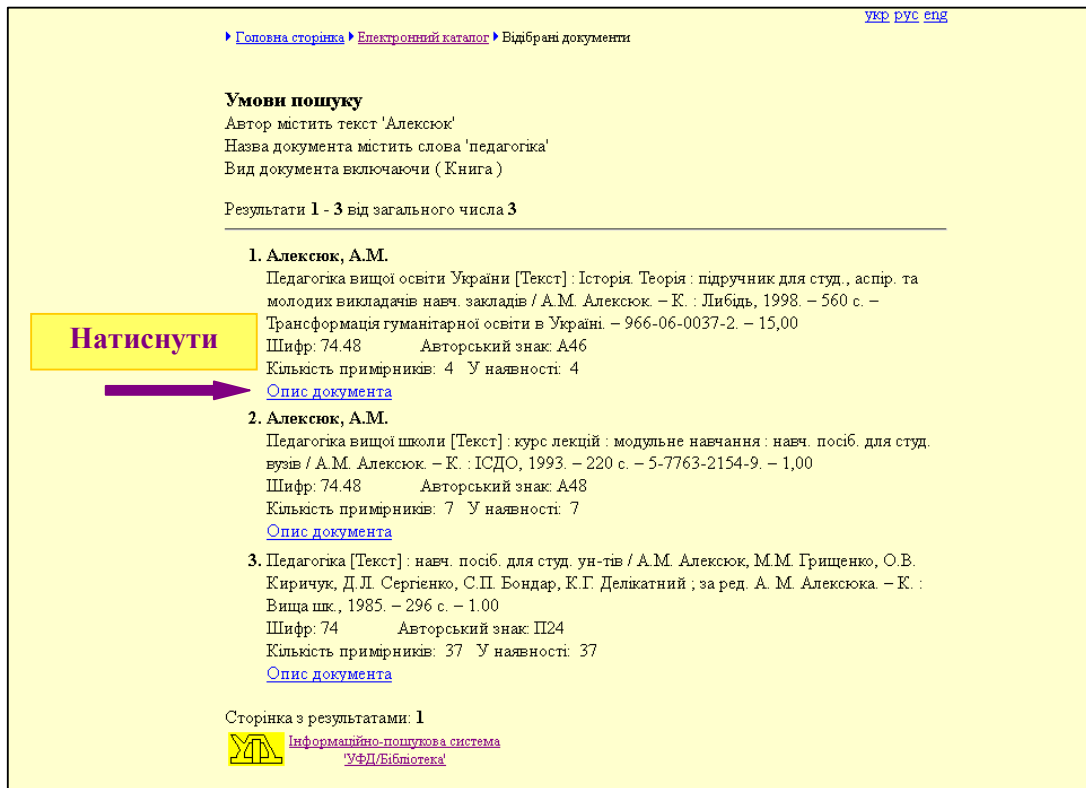 укр рус eng
Головна сторінка Електронний каталог Відібрані документи
Умови пошуку
Автор містить текст 'Алексюк'
Назва документа містить слова 'педагогіка'
Вид документа включаючи ( Книга )
Результати 1 - 3 від загального числа 3
1. Алексюк, А.М.
Педагогіка вищої освіти України [Текст] : Історія. Теорія : підручник для студ., аспір. та
молодих викладачів навч. закладів / А.М. Алексюк. – К. : Либідь, 1998. – 560 с. –
Трансформація гуманітарної освіти в Україні. – 966-06-0037-2. – 15,00
Шифр: 74.48 Авторський знак: А46
Кількість примірників: 4 У наявності: 4
Опис документа
Натиснути
2. Алексюк, А.М.
Педагогіка вищої школи [Текст] : курс лекцій : модульне навчання : навч. посіб. для студ.
вузів / А.М. Алексюк. – К. : ІСДО, 1993. – 220 с. – 5-7763-2154-9. – 1,00
Шифр: 74.48 Авторський знак: А48
Кількість примірників: 7 У наявності: 7
Опис документа
3. Педагогіка [Текст] : навч. посіб. для студ. ун-тів / А.М. Алексюк, М.М. Грищенко, О.В.
Киричук, Д.Л. Сергієнко, С.П. Бондар, К.Г. Делікатний ; за ред. А. М. Алексюка. – К. :
Вища шк., 1985. – 296 с. – 1.00
Шифр: 74 Авторський знак: П24
Кількість примірників: 37 У наявності: 37
Опис документа
Сторінка з результатами: 1
УФД Інформаційно-пошукова система
'УФД/Бібліотека'